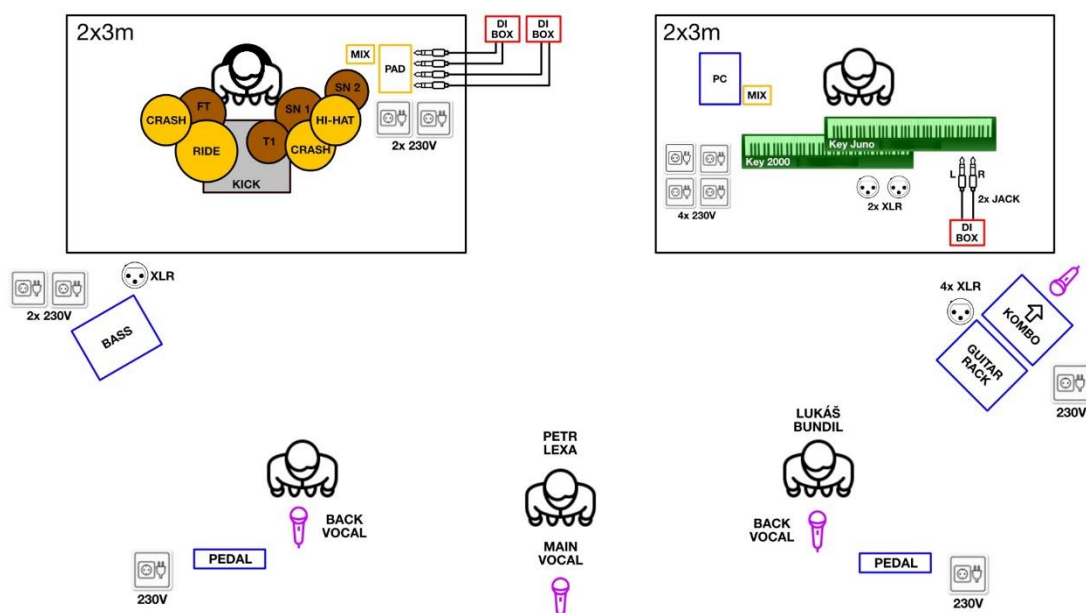 2x3m
DI
BOX
DI
BOX
MIX
PAD
SN 2
FT
SN 1
CRASH
HI-HAT
T1
RIDE
CRASH
KICK
2x 230V
2x3m
PC
MIX
Key Juno
Key 2000
4x 230V
2x XLR
L
R
2x JACK
DI
BOX
XLR
2x 230V
BASS
4x XLR
KOMBO
GUITAR
RACK
230V
PETR
LEXA
LUKÁŠ
BUNDIL
BACK
VOCAL
MAIN
VOCAL
BACK
VOCAL
PEDAL
230V
PEDAL
230V